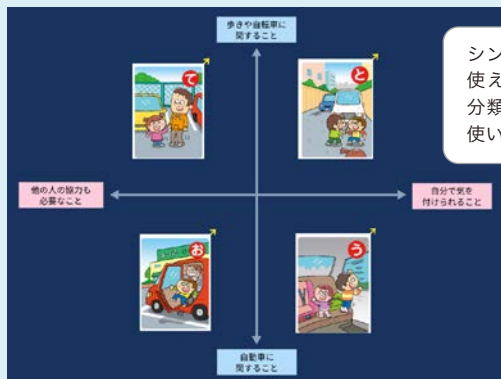 歩きや自転車に
関すること
シン
使え
分類
使い
て
と
他の人の協力も
必要なこと
自分で気を
付けられること
お
う
自動車に
関すること